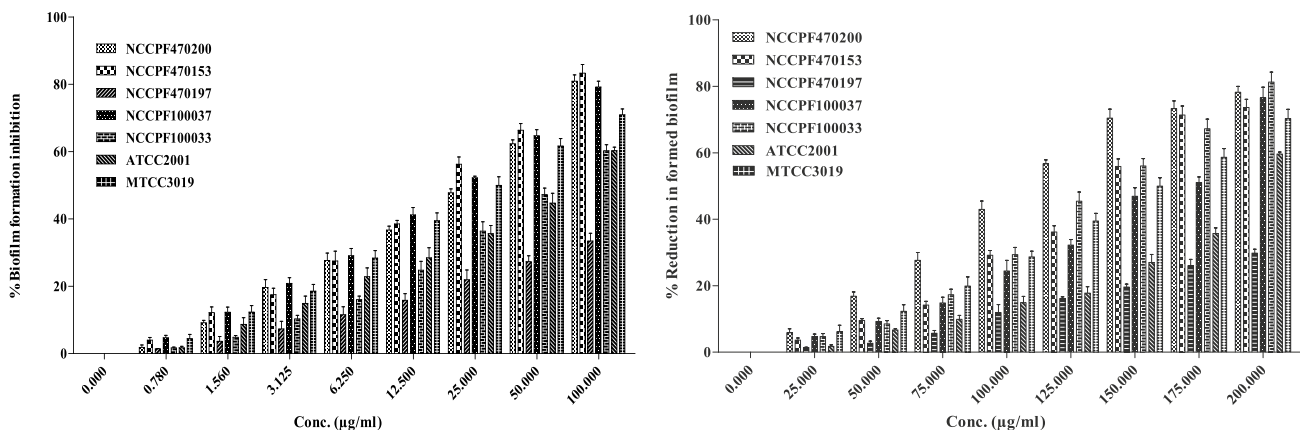 % Biofilm formation inhibition
100
80
60
40
20
0
NCCPF470200
NCCPF470153
NCCPF470197
NCCPF100037
NCCPF100033
ATCC2001
MTCC3019
0.000
0.780
1.560
3.125
6.250
12.500
25.000
50.000
100.000
Conc. (µg/ml)
% Reduction in formed biofilm
100
80
60
40
20
0
NCCPF470200
NCCPF470153
NCCPF470197
NCCPF100037
NCCPF100033
ATCC2001
MTCC3019
0.000
25.000
50.000
75.000
100.000
125.000
150.000
175.000
200.000
Conc. (µg/ml)